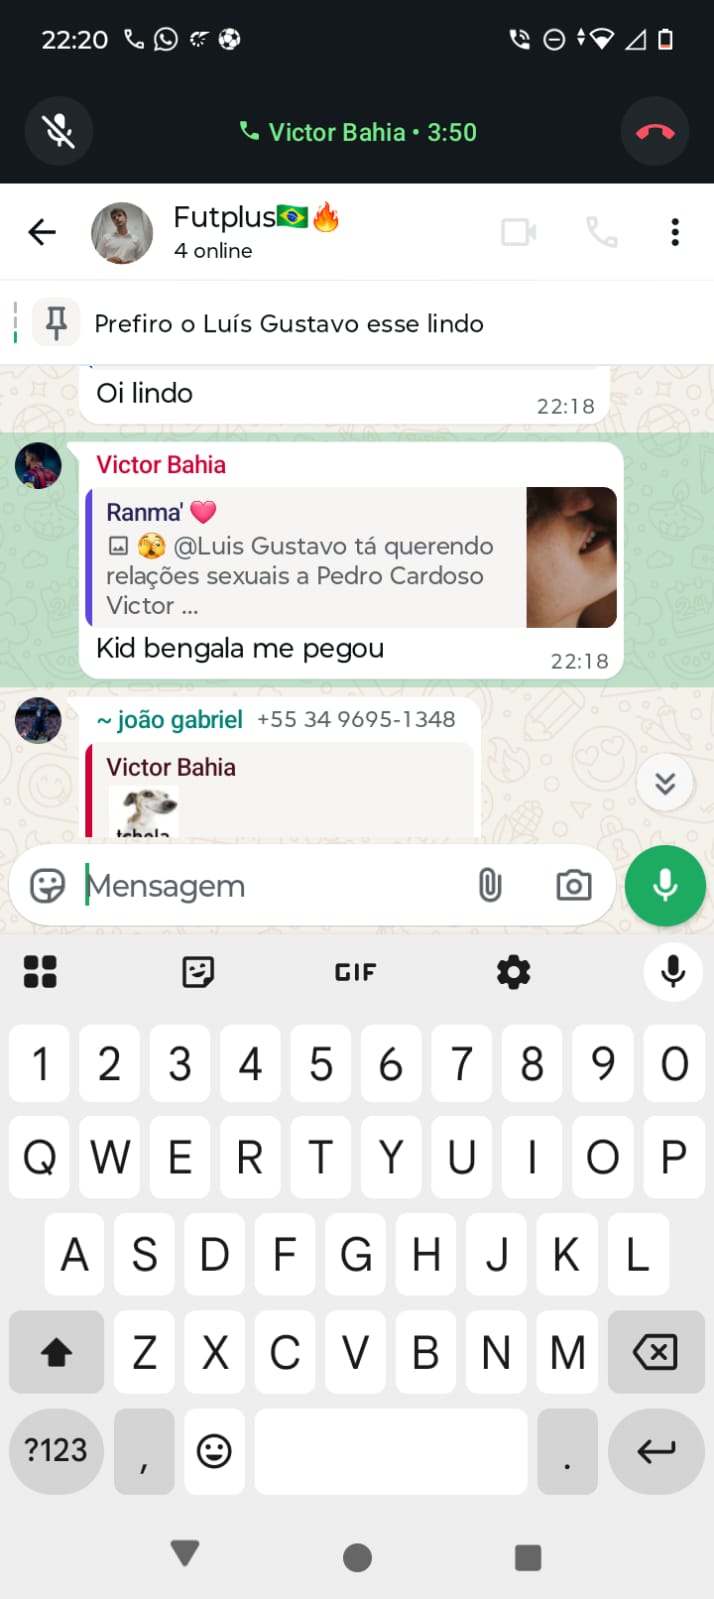 22:20
Victor Bahia • 3:50
Futplus🇧🇷🔥
4 online
Prefiro o Luís Gustavo esse lindo
Oi lindo
22:18
Victor Bahia
Ranma' ❤️
🫣 @Luis Gustavo tá querendo
relações sexuais a Pedro Cardoso
Victor ...
Kid bengala me pegou
22:18
~ joão gabriel +55 34 9695-1348
Victor Bahia
tchola
Mensagem
GIF
1 2 3 4 5 6 7 8 9 0
Q W E R T Y U I O P
A S D F G H J K L
Z X C V B N M
?123 , .